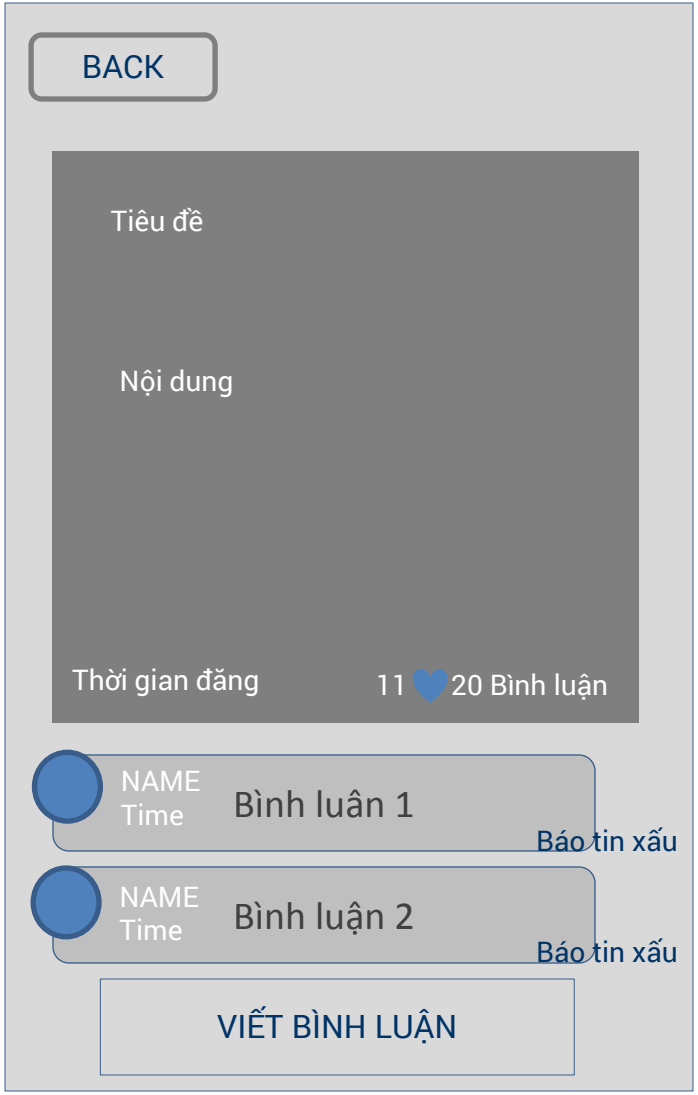 BACK
Tiêu đề
Nội dung
Thời gian đăng
11 20 Bình luận
NAME
Time
Bình luân 1
Báo tin xấu
NAME
Time
Bình luận 2
Báo tin xấu
VIẾT BÌNH LUẬN